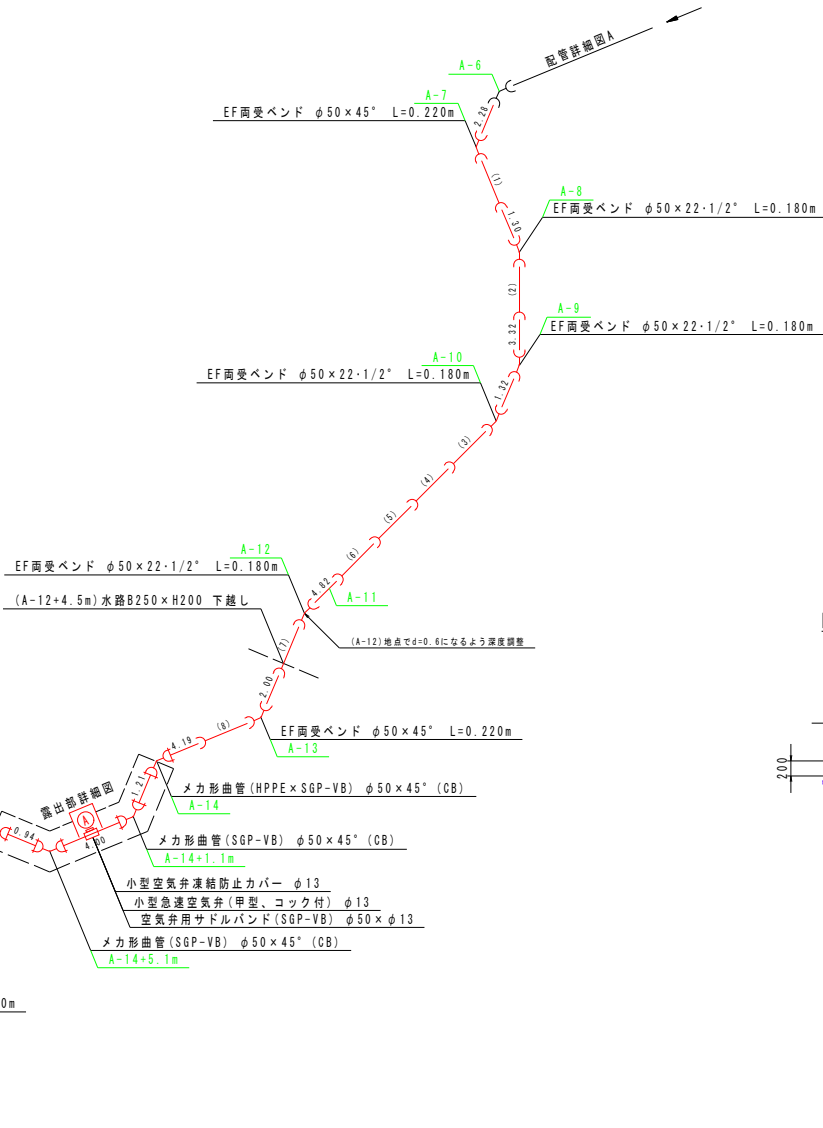 配管詳細図A
A-6
A-7
EF両受ベンド φ50×45° L=0.220m
2.28
(1)
A-8
EF両受ベンド φ50×22・1/2° L=0.180m
1.30
(2)
A-9
EF両受ベンド φ50×22・1/2° L=0.180m
3.32
A-10
EF両受ベンド φ50×22・1/2° L=0.180m
1.32
(3)
(4)
(5)
(6)
A-12
EF両受ベンド φ50×22・1/2° L=0.180m
4.82
A-11
(A-12+4.5m)水路B250×H200 下越し
(A-12)地点でd=0.6になるよう深度調整
(7)
2.00
(8)
EF両受ベンド φ50×45° L=0.220m
A-13
4.19
200
メカ形曲管(HPPE×SGP-VB) φ50×45°(CB)
A-14
1.21
露出部詳細図
A
0.94
メカ形曲管(SGP-VB) φ50×45°(CB)
A-14+1.1m
小型空気弁凍結防止カバー φ13
小型急速空気弁(甲型、コック付) φ13
空気弁用サドルバンド(SGP-VB) φ50×φ13
メカ形曲管(SGP-VB) φ50×45°(CB)
A-14+5.1m
0m